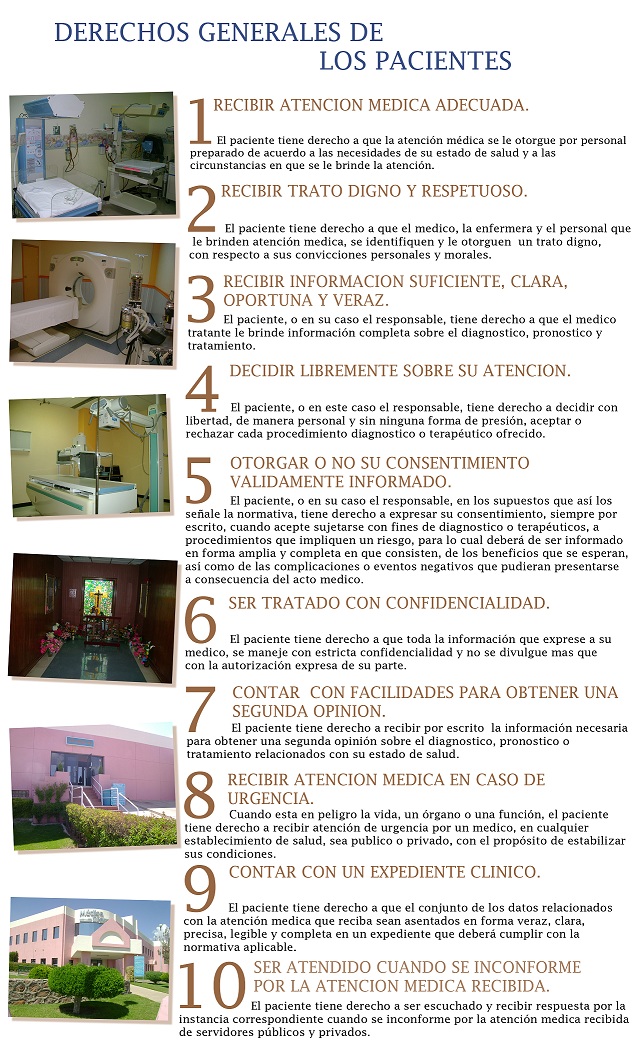 DERECHOS GENERALES DE
LOS PACIENTES
1 RECIBIR ATENCION MEDICA ADECUADA.
El paciente tiene derecho a que la atención médica se le otorgue por personal
preparado de acuerdo a las necesidades de su estado de salud y a las
circunstancias en que se le brinde la atención.
2 RECIBIR TRATO DIGNO Y RESPETUOSO.
El paciente tiene derecho a que el medico, la enfermera y el personal que
le brinden atención medica, se identifiquen y le otorguen un trato digno,
con respecto a sus convicciones personales y morales.
3 RECIBIR INFORMACION SUFICIENTE, CLARA,
OPORTUNA Y VERAZ.
El paciente, o en su caso el responsable, tiene derecho a que el medico
tratante le brinde información completa sobre el diagnostico, pronostico y
tratamiento.
4 DECIDIR LIBREMENTE SOBRE SU ATENCION.
El paciente, o en este caso el responsable, tiene derecho a decidir con
libertad, de manera personal y sin ninguna forma de presión, aceptar o
rechazar cada procedimiento diagnostico o terapéutico ofrecido.
5 OTORGAR O NO SU CONSENTIMIENTO
VALIDAMENTE INFORMADO.
El paciente, o en su caso el responsable, en los supuestos que así los
señale la normativa, tiene derecho a expresar su consentimiento, siempre por
escrito, cuando acepte sujetarse con fines de diagnostico o terapéuticos, a
procedimientos que impliquen un riesgo, para lo cual deberá de ser informado
en forma amplia y completa en que consisten, de los beneficios que se esperan,
así como de las complicaciones o eventos negativos que pudieran presentarse
a consecuencia del acto medico.
6 SER TRATADO CON CONFIDENCIALIDAD.
El paciente tiene derecho a que toda la información que exprese a su
medico, se maneje con estricta confidencialidad y no se divulgue mas que
con la autorización expresa de su parte.
7 CONTAR CON FACILIDADES PARA OBTENER UNA
SEGUNDA OPINION.
El paciente tiene derecho a recibir por escrito la información necesaria
para obtener una segunda opinión sobre el diagnostico, pronostico o
tratamiento relacionados con su estado de salud.
8 RECIBIR ATENCION MEDICA EN CASO DE
URGENCIA.
Cuando esta en peligro la vida, un órgano o una función, el paciente
tiene derecho a recibir atención de urgencia por un medico, en cualquier
establecimiento de salud, sea publico o privado, con el propósito de estabilizar
sus condiciones.
9 CONTAR CON UN EXPEDIENTE CLINICO.
El paciente tiene derecho a que el conjunto de los datos relacionados
con la atención medica que reciba sean asentados en forma veraz, clara,
precisa, legible y completa en un expediente que deberá cumplir con la
normativa aplicable.
10 SER ATENDIDO CUANDO SE INCONFORME
POR LA ATENCION MEDICA RECIBIDA.
El paciente tiene derecho a ser escuchado y recibir respuesta por la
instancia correspondiente cuando se inconforme por la atención medica recibida
de servidores públicos y privados.